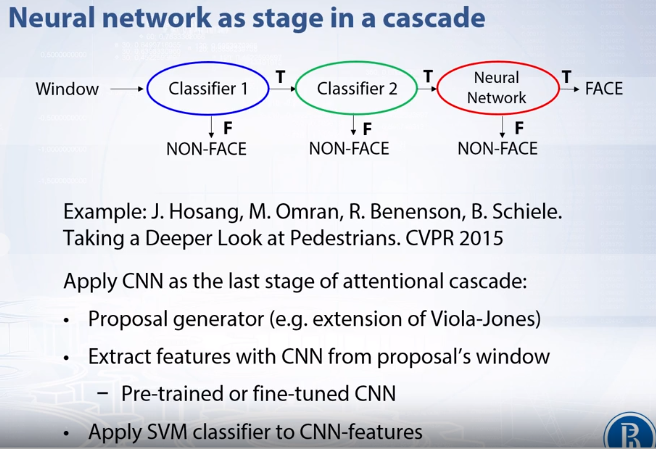 Neural network as stage in a cascade
Window
Classifier 1
T
Classifier 2
T
Neural
Network
T
FACE
F
NON-FACE
F
NON-FACE
F
NON-FACE
Example: J. Hosang, M. Omran, R. Benenson, B. Schiele.
Taking a Deeper Look at Pedestrians. CVPR 2015
Apply CNN as the last stage of attentional cascade:
• Proposal generator (e.g. extension of Viola-Jones)
• Extract features with CNN from proposal's window
– Pre-trained or fine-tuned CNN
• Apply SVM classifier to CNN-features